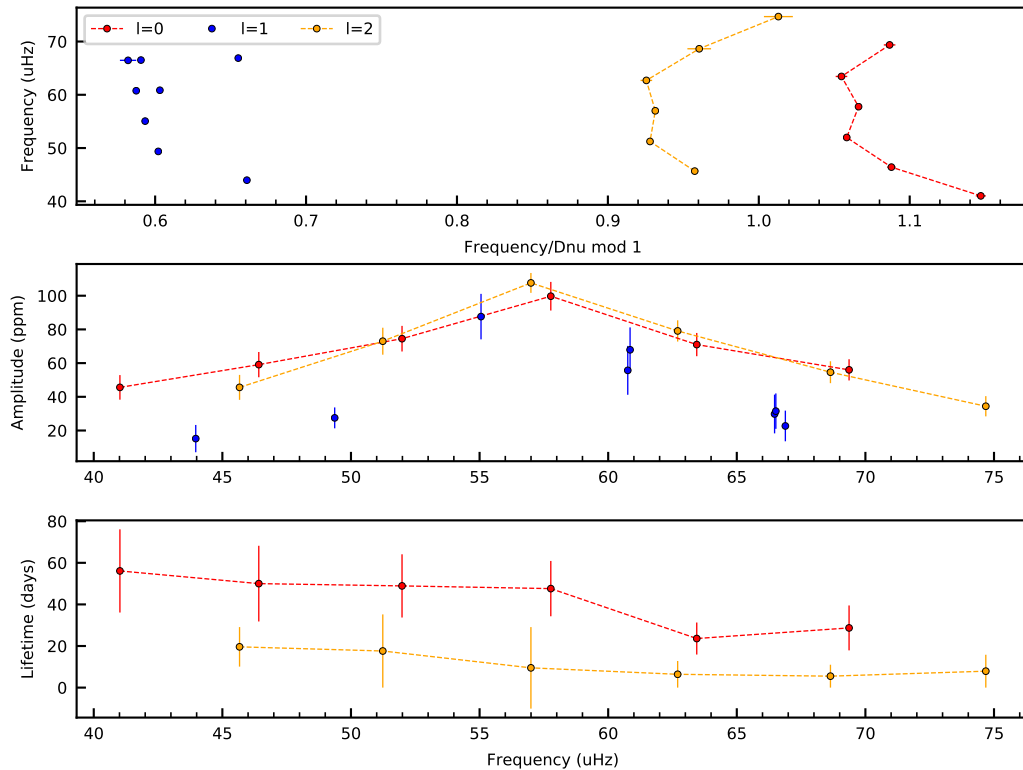 l=0 l=1 l=2
Frequency (uHz)
70
60
50
40
0.6 0.7 0.8 0.9 1.0 1.1
Frequency/Dnu mod 1
Amplitude (ppm)
100
80
60
40
20
40 45 50 55 60 65 70 75
Lifetime (days)
80
60
40
20
0
40 45 50 55 60 65 70 75
Frequency (uHz)